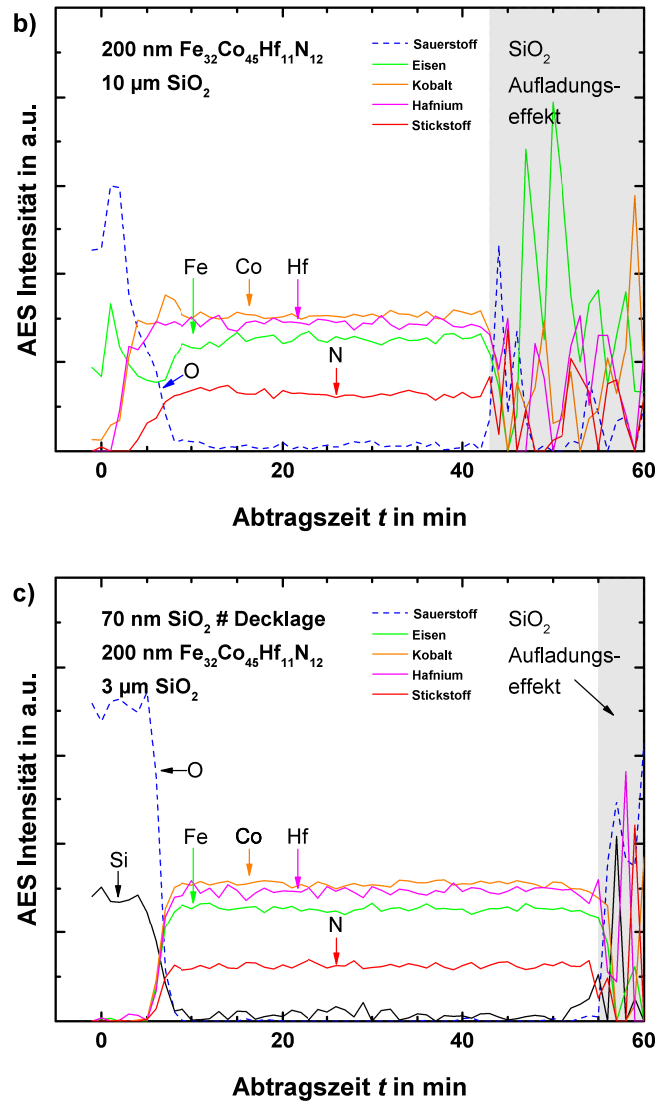 b)
200 nm Fe32Co45Hf11N12
10 µm SiO2
Sauerstoff
Eisen
Kobalt
Hafnium
Stickstoff
SiO2
Aufladungs-
effekt
Fe
Co
Hf
N
O
AES Intensität in a.u.
0
20
40
60
Abtragszeit t in min
c)
70 nm SiO2 # Decklage
200 nm Fe32Co45Hf11N12
3 µm SiO2
Sauerstoff
Eisen
Kobalt
Hafnium
Stickstoff
SiO2
Aufladungs-
effekt
O
Si
Fe
Co
Hf
N
AES Intensität in a.u.
0
20
40
60
Abtragszeit t in min